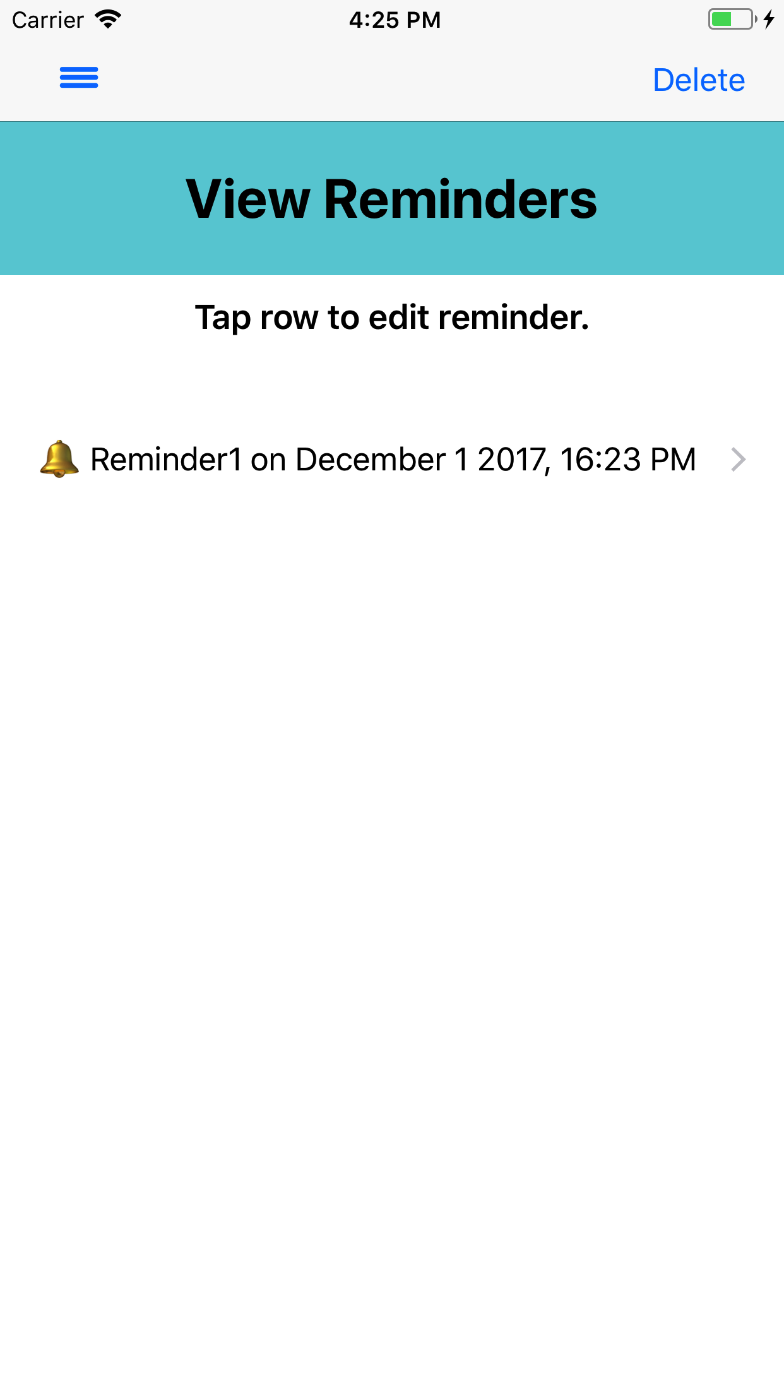 Carrier 4:25 PM
Delete
View Reminders
Tap row to edit reminder.
Reminder1 on December 1 2017, 16:23 PM